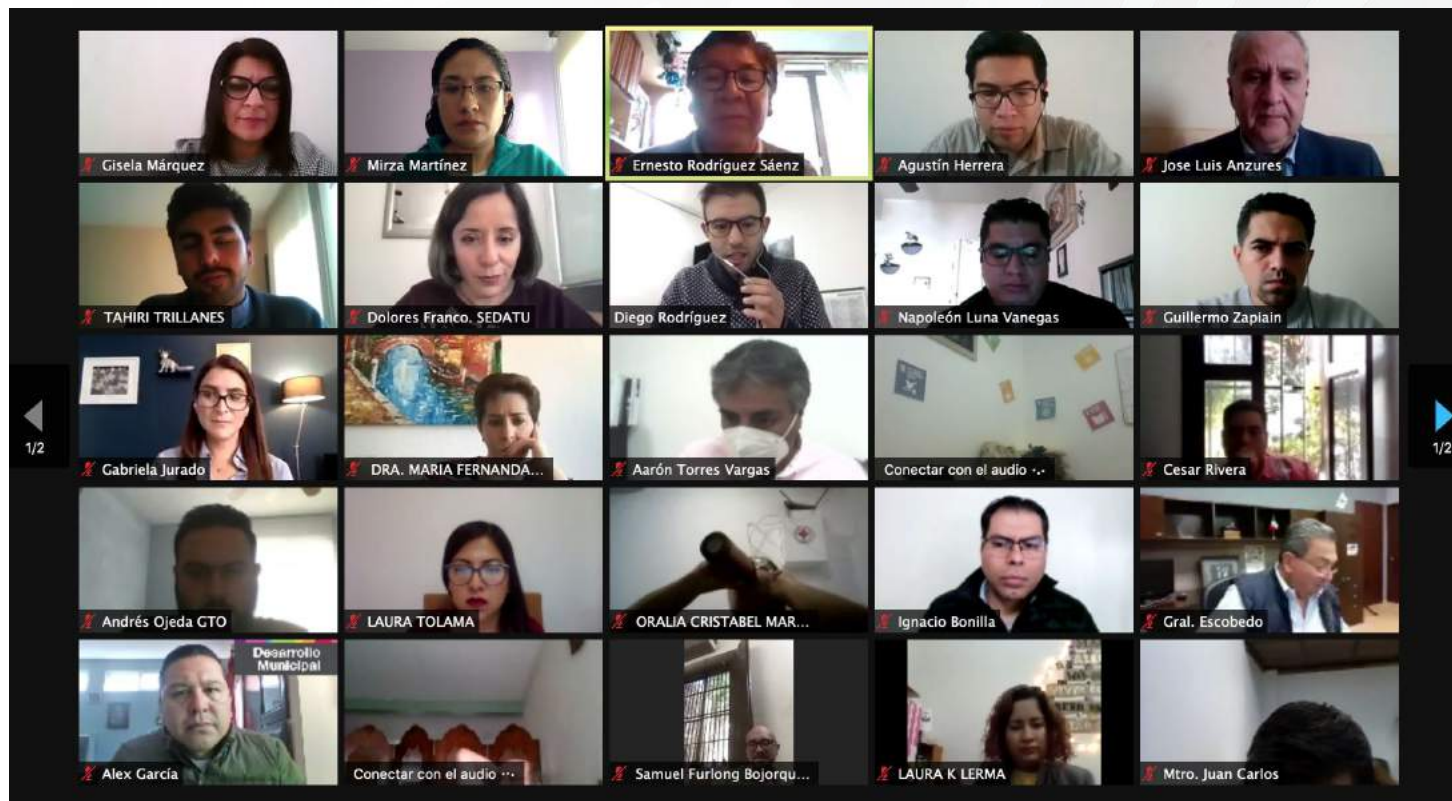 Gisela Márquez
Mirza Martínez
Ernesto Rodríguez Sáenz
Agustín Herrera
Jose Luis Anzures
TAHIRI TRILLANES
Dolores Franco. SEDATU
Diego Rodríguez
Napoleón Luna Vanegas
Guillermo Zaplain
1/2
Gabriela Jurado
DRA. MARIA FERNANDA...
Aarón Torres Vargas
Conectar con el audio ...
Cesar Rivera
1/2
Andrés Ojeda GTO
LAURA TOLAMA
ORALIA CRISTABEL MAR...
Ignacio Bonilla
Gral. Escobedo
Desarrollo
Municipal
Alex García
Conectar con el audio ...
Samuel Furlong Bojorqu...
LAURA K LERMA
Mtro. Juan Carlos